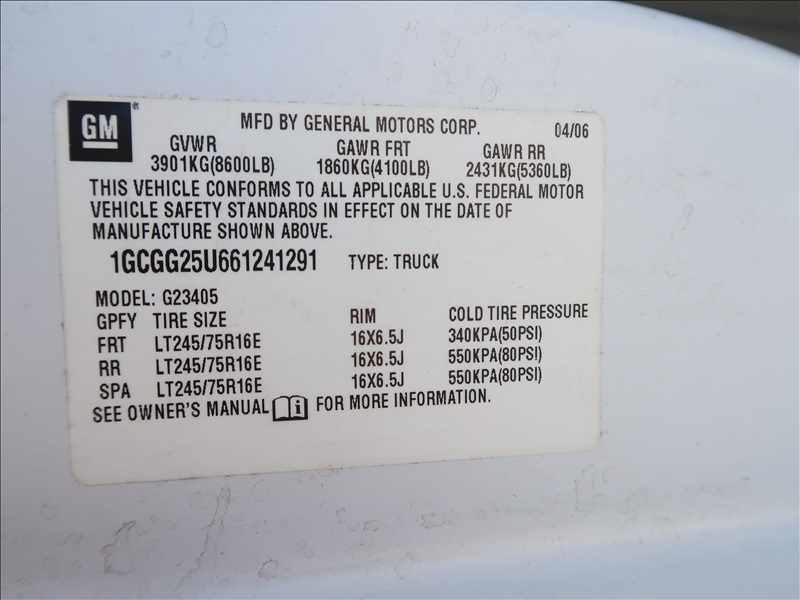 GM MFD BY GENERAL MOTORS CORP. 04/06
GVWR GAWR FRT GAWR RR
3901KG(8600LB) 1860KG(4100LB) 2431KG(5360LB)
THIS VEHICLE CONFORMS TO ALL APPLICABLE U.S. FEDERAL MOTOR
VEHICLE SAFETY STANDARDS IN EFFECT ON THE DATE OF
MANUFACTURE SHOWN ABOVE.
1GCGG25U661241291 TYPE: TRUCK
MODEL: G23405
GPFY TIRE SIZE RIM COLD TIRE PRESSURE
FRT LT245/75R16E 16X6.5J 340KPA(50PSI)
RR LT245/75R16E 16X6.5J 550KPA(80PSI)
SPA LT245/75R16E 16X6.5J 550KPA(80PSI)
SEE OWNER'S MANUAL i FOR MORE INFORMATION.